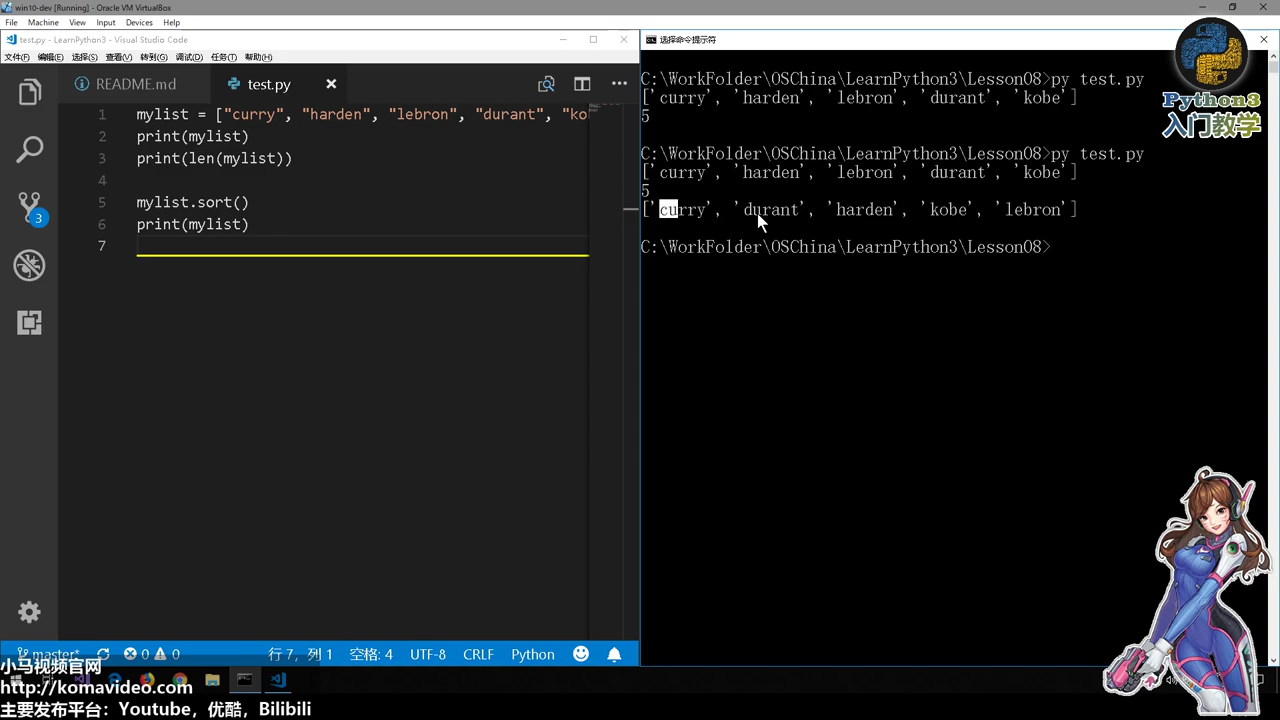 win10-dev [Running] - Oracle VM VirtualBox
File Machine View Input Devices Help
test.py - LearnPython3 - Visual Studio Code
文件(F) 编辑(E) 选择(S) 查看(V) 转到(G) 调试(D) 任务(T) 帮助(H)
README.md test.py
1 mylist = ["curry", "harden", "lebron", "durant", "ko
2 print(mylist)
3 print(len(mylist))
4
5 mylist.sort()
6 print(mylist)
7
3
master* 0 0 行 7, 列 1 空格: 4 UTF-8 CRLF Python
选择命令提示符
C:\WorkFolder\OSChina\LearnPython3\Lesson08>py test.py
['curry', 'harden', 'lebron', 'durant', 'kobe']
5
C:\WorkFolder\OSChina\LearnPython3\Lesson08>py test.py
['curry', 'harden', 'lebron', 'durant', 'kobe']
5
['curry', 'durant', 'harden', 'kobe', 'lebron']
C:\WorkFolder\OSChina\LearnPython3\Lesson08>
Python3
入门教学
小马视频官网
http://komavideo.com
主要发布平台：Youtube，优酷，Bilibili